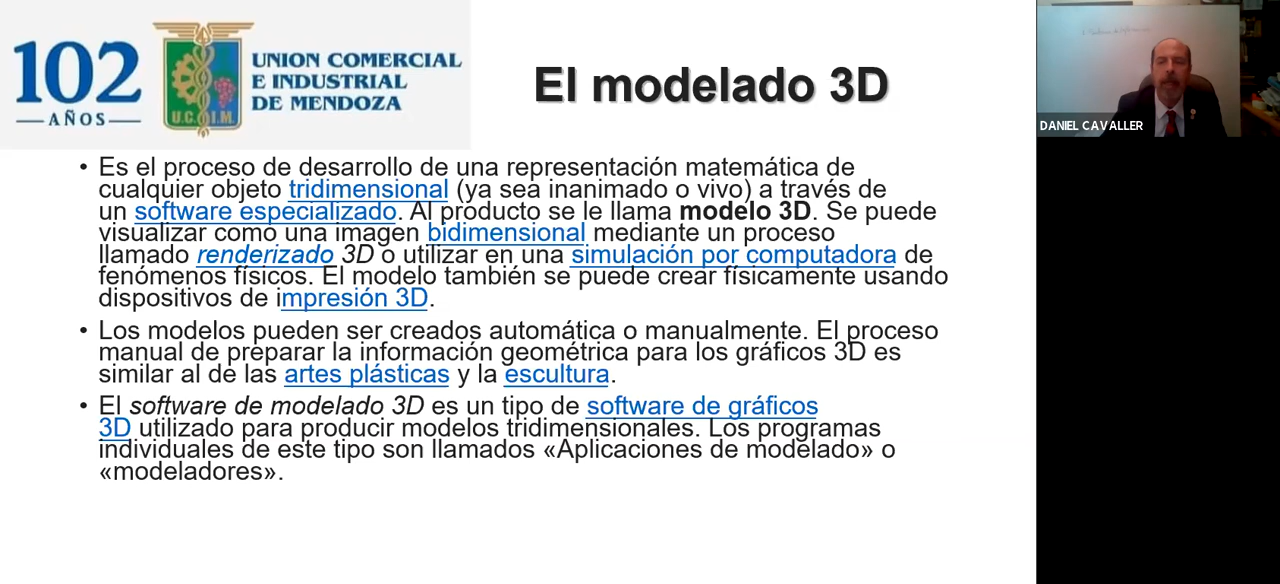 102
AÑOS
U.C. I.M.
UNION COMERCIAL
E INDUSTRIAL
DE MENDOZA
El modelado 3D
DANIEL CAVALLER
• Es el proceso de desarrollo de una representación matemática de
cualquier objeto tridimensional (ya sea inanimado o vivo) a través de
un software especializado. Al producto se le llama modelo 3D. Se puede
visualizar como una imagen bidimensional mediante un proceso
llamado renderizado 3D o utilizar en una simulación por computadora de
fenómenos físicos. El modelo también se puede crear físicamente usando
dispositivos de impresión 3D.
• Los modelos pueden ser creados automática o manualmente. El proceso
manual de preparar la información geométrica para los gráficos 3D es
similar al de las artes plásticas y la escultura.
• El software de modelado 3D es un tipo de software de gráficos
3D utilizado para producir modelos tridimensionales. Los programas
individuales de este tipo son llamados «Aplicaciones de modelado» o
«modeladores».